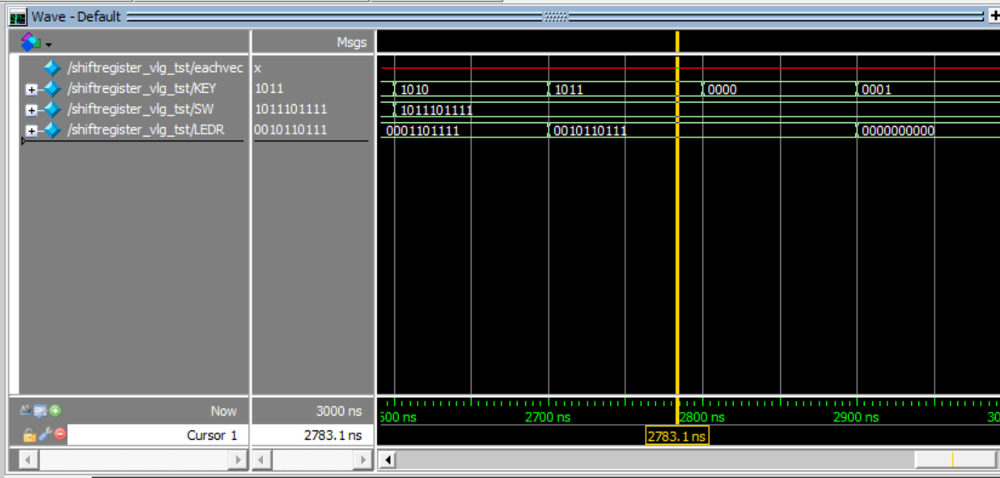 Wave - Default
Msgs
/shiftregister_vlg_tst/eachvec x
/shiftregister_vlg_tst/KEY 1011 1010 1011 0000 0001
/shiftregister_vlg_tst/SW 1011101111 1011101111
/shiftregister_vlg_tst/LEDR 0010110111 0001101111 0010110111 0000000000
Now 3000 ns 500 ns 2700 ns 2800 ns 2900 ns 30
Cursor 1 2783.1 ns 2783.1 ns